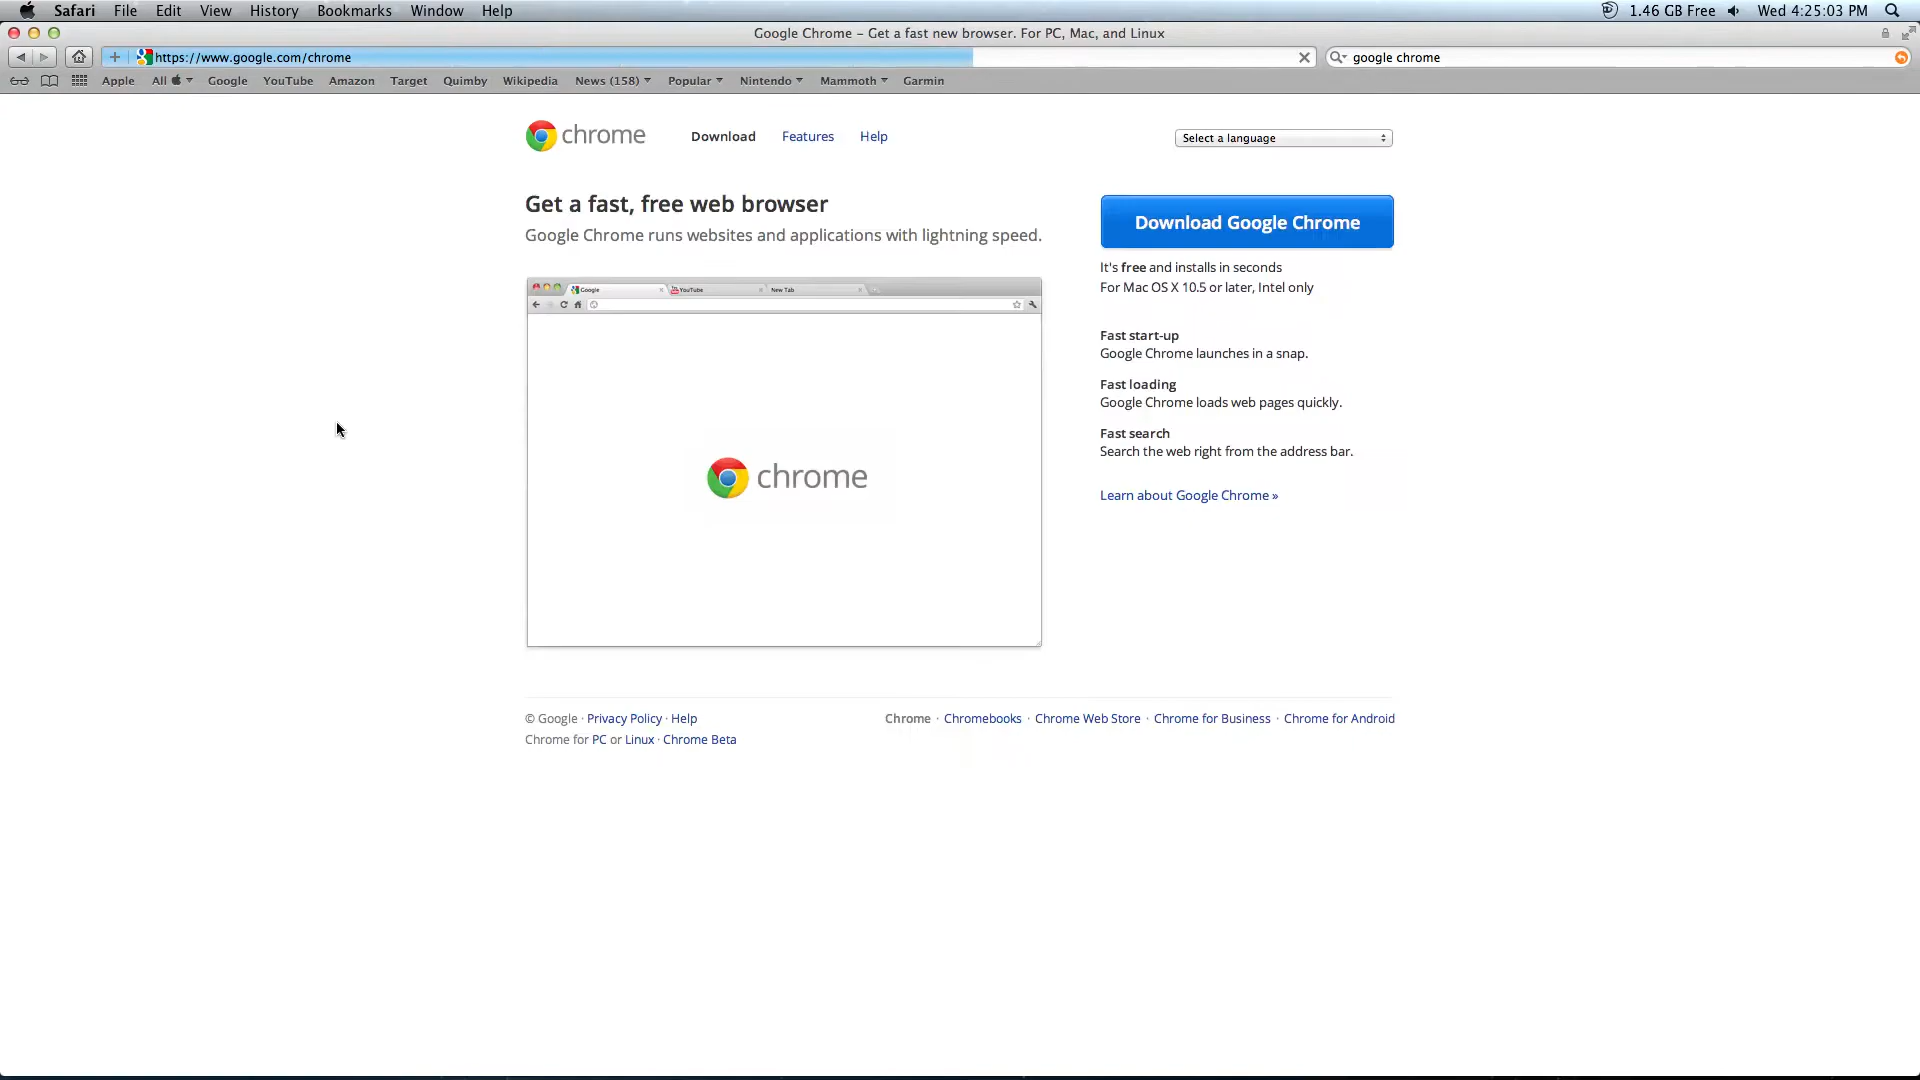 Safari File Edit View History Bookmarks Window Help 1.46 GB Free Wed 4:25:03 PM
Google Chrome – Get a fast new browser. For PC, Mac, and Linux
https://www.google.com/chrome google chrome
Apple All Google YouTube Amazon Target Quimby Wikipedia News (158) Popular Nintendo Mammoth Garmin
chrome Download Features Help Select a language
Get a fast, free web browser
Google Chrome runs websites and applications with lightning speed.
Download Google Chrome
It's free and installs in seconds
For Mac OS X 10.5 or later, Intel only
Google YouTube New Tab
chrome
Fast start-up
Google Chrome launches in a snap.
Fast loading
Google Chrome loads web pages quickly.
Fast search
Search the web right from the address bar.
Learn about Google Chrome »
© Google · Privacy Policy · Help Chrome · Chromebooks · Chrome Web Store · Chrome for Business · Chrome for Android
Chrome for PC or Linux · Chrome Beta